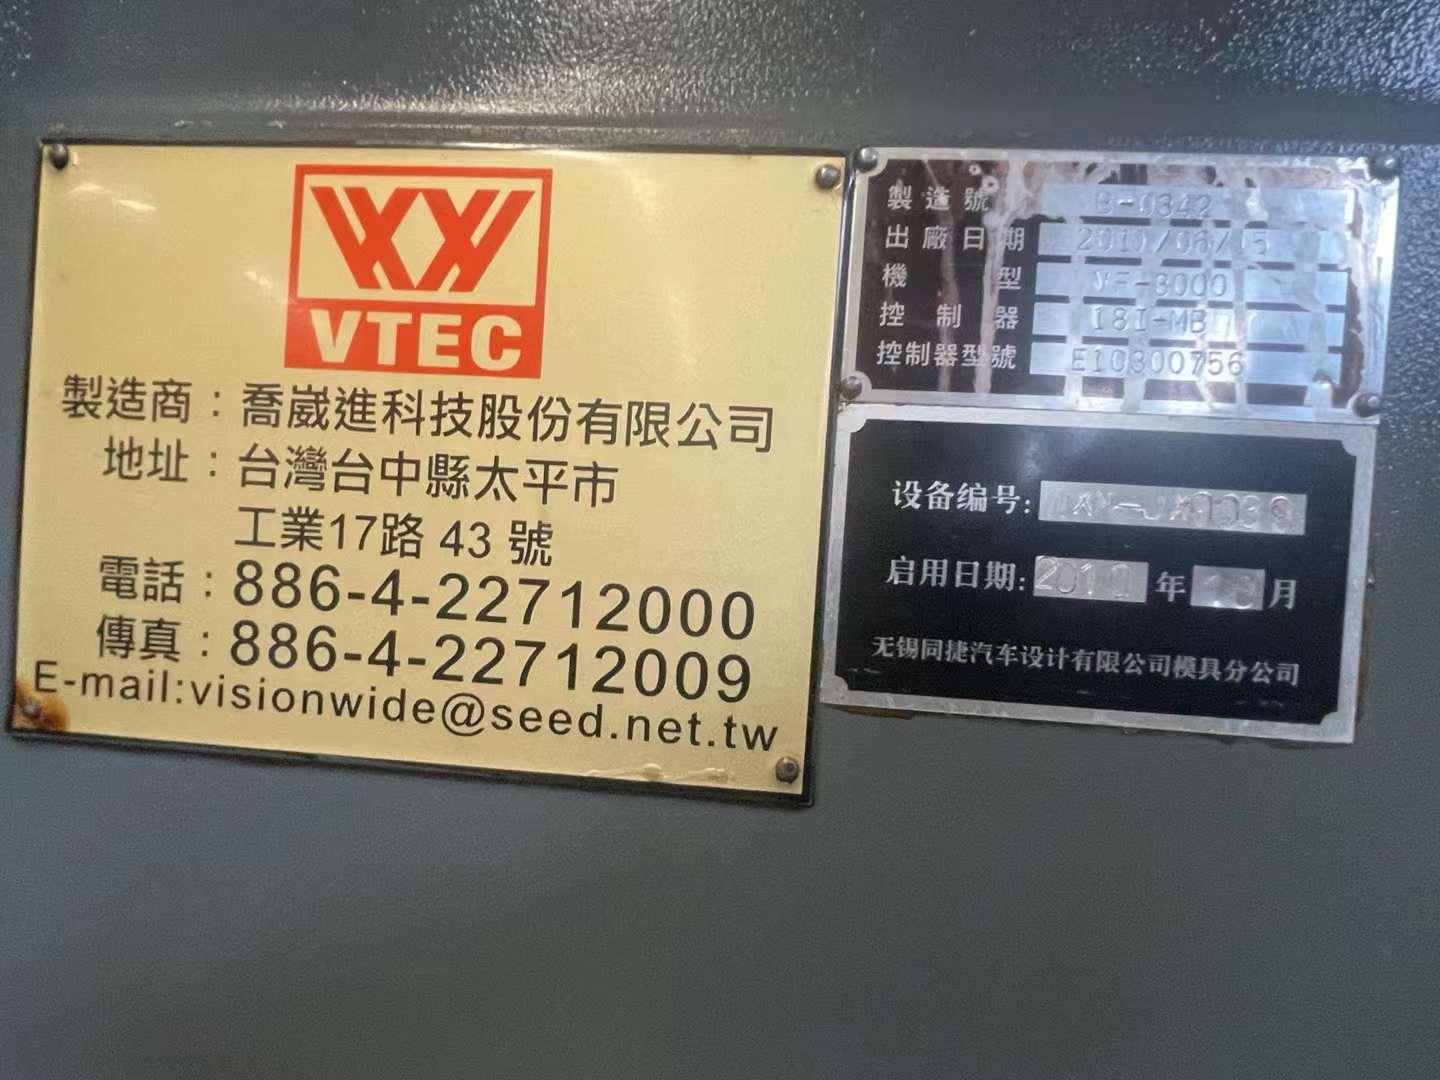 VTEC
製造商：喬崴進科技股份有限公司
地址：台灣台中縣太平市
工業17路 43 號
電話：886-4-22712000
傳真：886-4-22712009
E-mail:visionwide@seed.net.tw
製造號 B-0342
出廠日期
機型
控制器
控制器型號 E10300756
设备编号:
启用日期: 年 月
无锡同捷汽车设计有限公司模具分公司